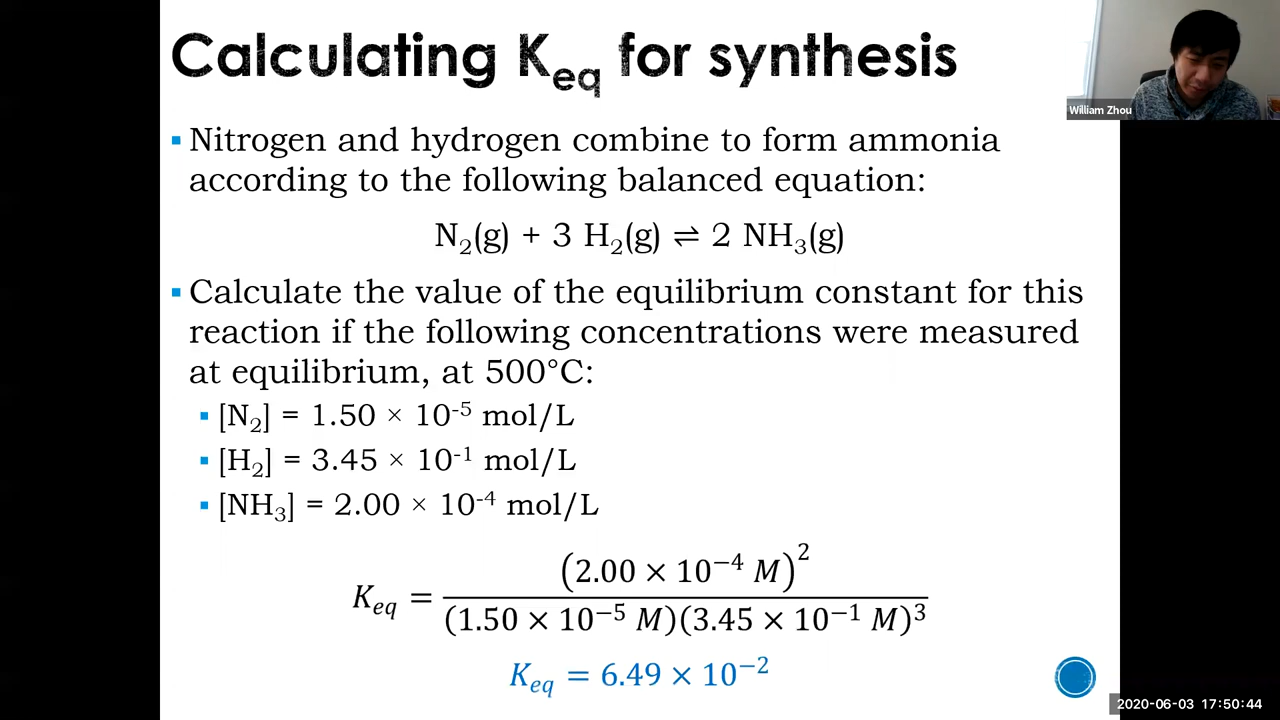 Calculating Keq for synthesis
William Zhou
▪ Nitrogen and hydrogen combine to form ammonia
according to the following balanced equation:
N₂(g) + 3 H₂(g) ⇌ 2 NH₃(g)
▪ Calculate the value of the equilibrium constant for this
reaction if the following concentrations were measured
at equilibrium, at 500°C:
▪ [N₂] = 1.50 × 10⁻⁵ mol/L
▪ [H₂] = 3.45 × 10⁻¹ mol/L
▪ [NH₃] = 2.00 × 10⁻⁴ mol/L
(2.00 × 10⁻⁴ M)²
Keq =
(1.50 × 10⁻⁵ M)(3.45 × 10⁻¹ M)³
Keq = 6.49 × 10⁻²
2020-06-03 17:50:44